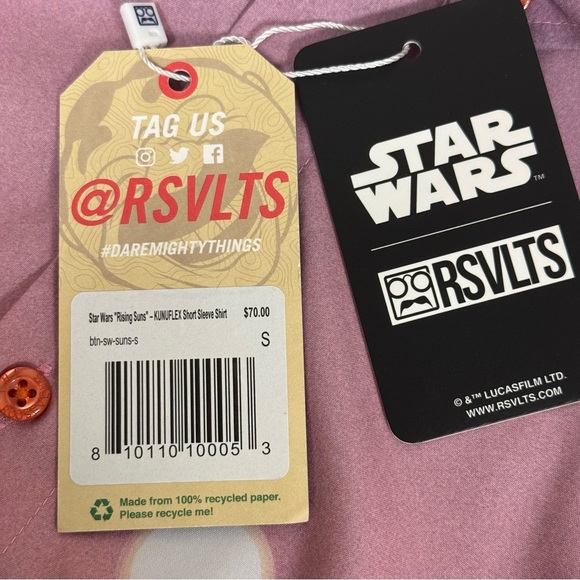 TAG US
@RSVLTS
#DAREMIGHTYTHINGS
Star Wars "Rising Suns" – KUNUFLEX Short Sleeve Shirt $70.00
btn-sw-suns-s S
8 10110 10005 3
Made from 100% recycled paper.
Please recycle me!
STAR
WARS
TM
RSVLTS
© &™ LUCASFILM LTD.
WWW.RSVLTS.COM